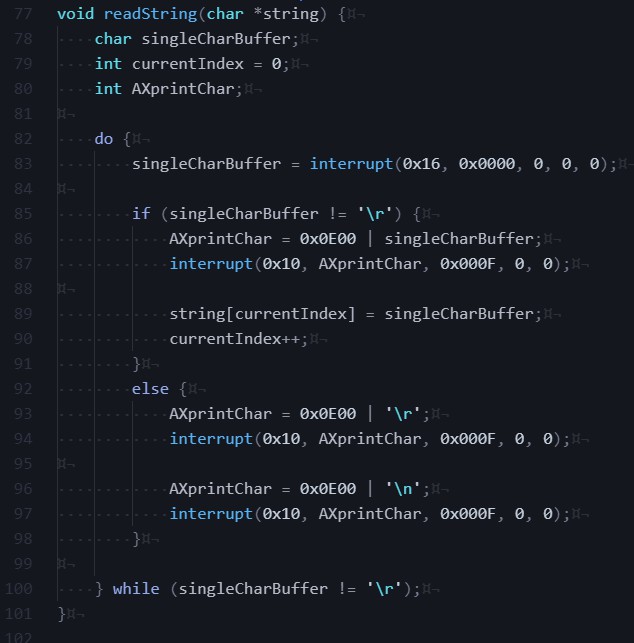 77 void readString(char *string) {¤¬
78 ····char singleCharBuffer;¤¬
79 ····int currentIndex = 0;¤¬
80 ····int AXprintChar;¤¬
81 ¤¬
82 ····do {¤¬
83 ········singleCharBuffer = interrupt(0x16, 0x0000, 0, 0, 0);¤¬
84 ¤¬
85 ········if (singleCharBuffer != '\r') {¤¬
86 ············AXprintChar = 0x0E00 | singleCharBuffer;¤¬
87 ············interrupt(0x10, AXprintChar, 0x000F, 0, 0);¤¬
88 ¤¬
89 ············string[currentIndex] = singleCharBuffer;¤¬
90 ············currentIndex++;¤¬
91 ········}¤¬
92 ········else {¤¬
93 ············AXprintChar = 0x0E00 | '\r';¤¬
94 ············interrupt(0x10, AXprintChar, 0x000F, 0, 0);¤¬
95 ¤¬
96 ············AXprintChar = 0x0E00 | '\n';¤¬
97 ············interrupt(0x10, AXprintChar, 0x000F, 0, 0);¤¬
98 ········}¤¬
99 ¤¬
100 ····} while (singleCharBuffer != '\r');¤¬
101 }¤¬
102